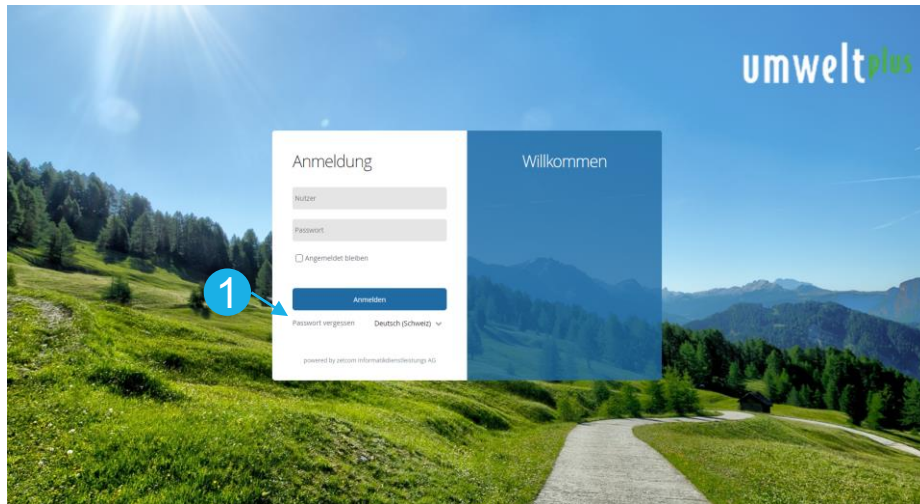 umweltplus
Anmeldung
Willkommen
Nutzer
Passwort
Angemeldet bleiben
1
Anmelden
Passwort vergessen Deutsch (Schweiz)
powered by zetcom Informatikdienstleistungs AG